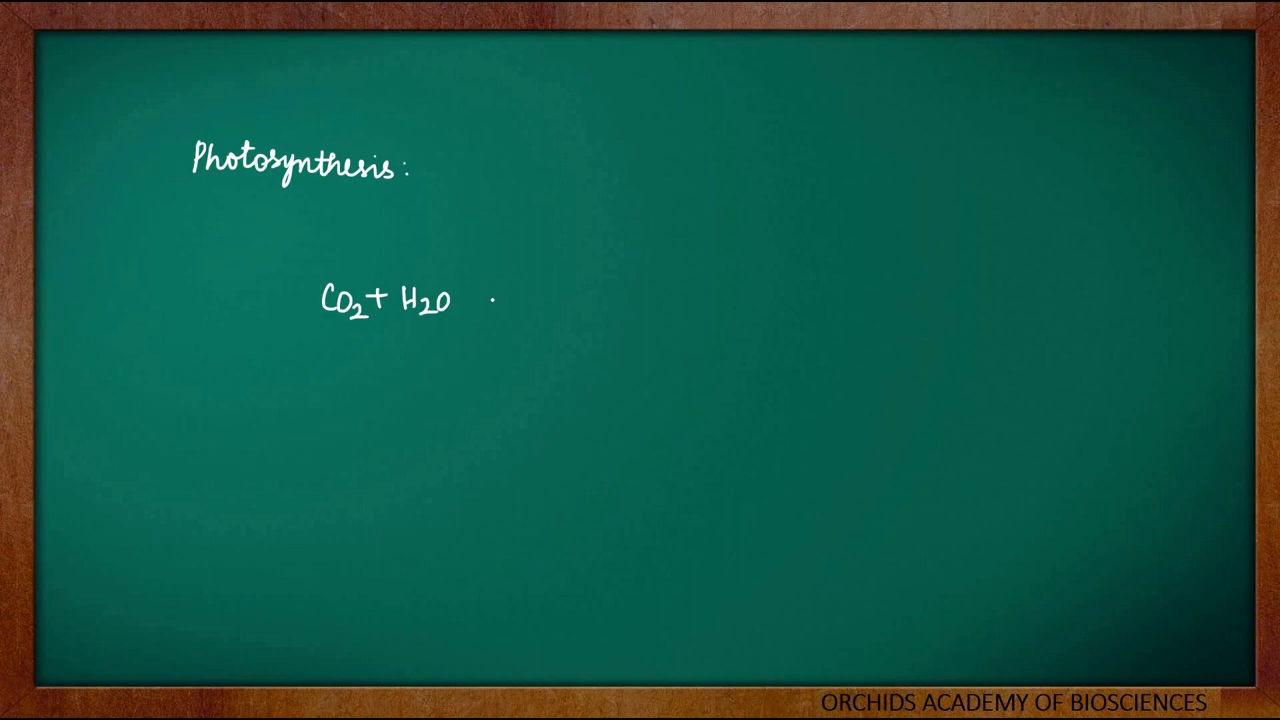 Photosynthesis:
CO₂ + H₂O
ORCHIDS ACADEMY OF BIOSCIENCES